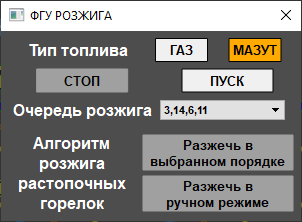 ФГУ РОЗЖИГА
Тип топлива ГАЗ МАЗУТ
СТОП ПУСК
Очередь розжига 3,14,6,11
Алгоритм
розжига
растопочных
горелок
Разжечь в
выбранном порядке
Разжечь в
ручном режиме